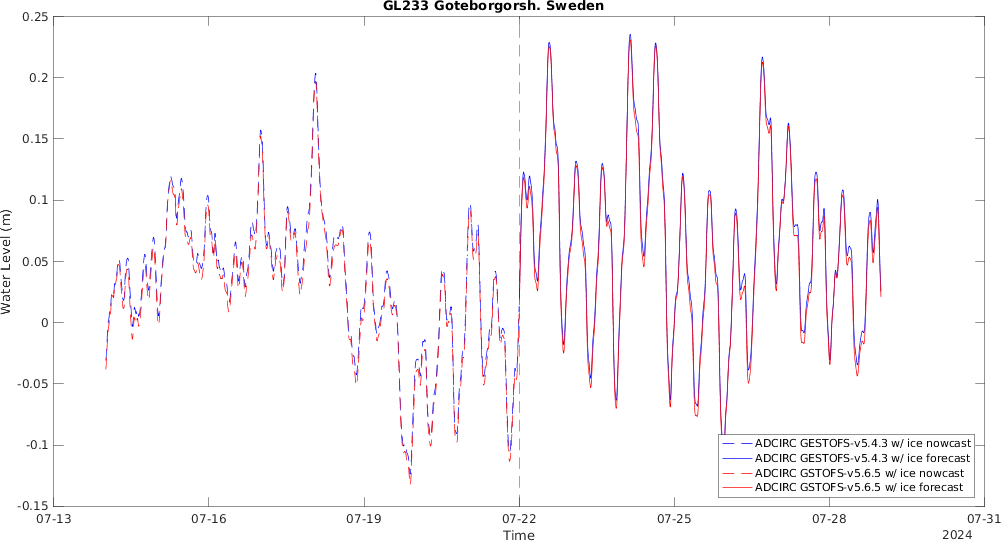 GL233 Goteborgorsh. Sweden
0.25
0.2
0.15
0.1
0.05
0
-0.05
-0.1
-0.15
Water Level (m)
07-13
07-16
07-19
07-22
07-25
07-28
07-31
2024
Time
ADCIRC GESTOFS-v5.4.3 w/ ice nowcast
ADCIRC GESTOFS-v5.4.3 w/ ice forecast
ADCIRC GSTOFS-v5.6.5 w/ ice nowcast
ADCIRC GSTOFS-v5.6.5 w/ ice forecast